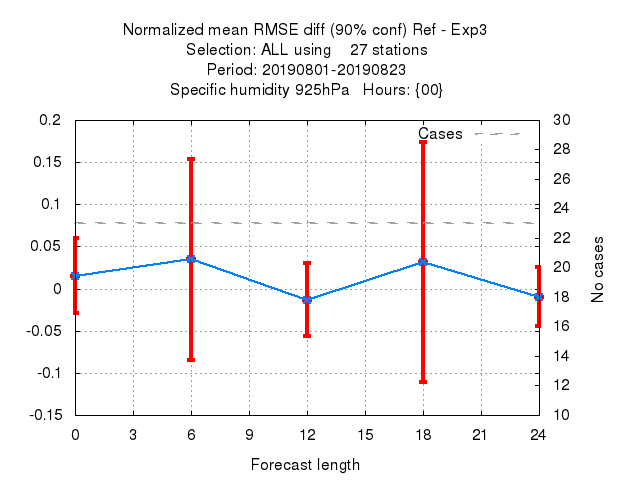 Normalized mean RMSE diff (90% conf) Ref - Exp3
Selection: ALL using 27 stations
Period: 20190801-20190823
Specific humidity 925hPa Hours: {00}
0.2
0.15
0.1
0.05
0
-0.05
-0.1
-0.15
Cases
30
28
26
24
22
20
18
16
14
12
10
No cases
0 3 6 9 12 15 18 21 24
Forecast length